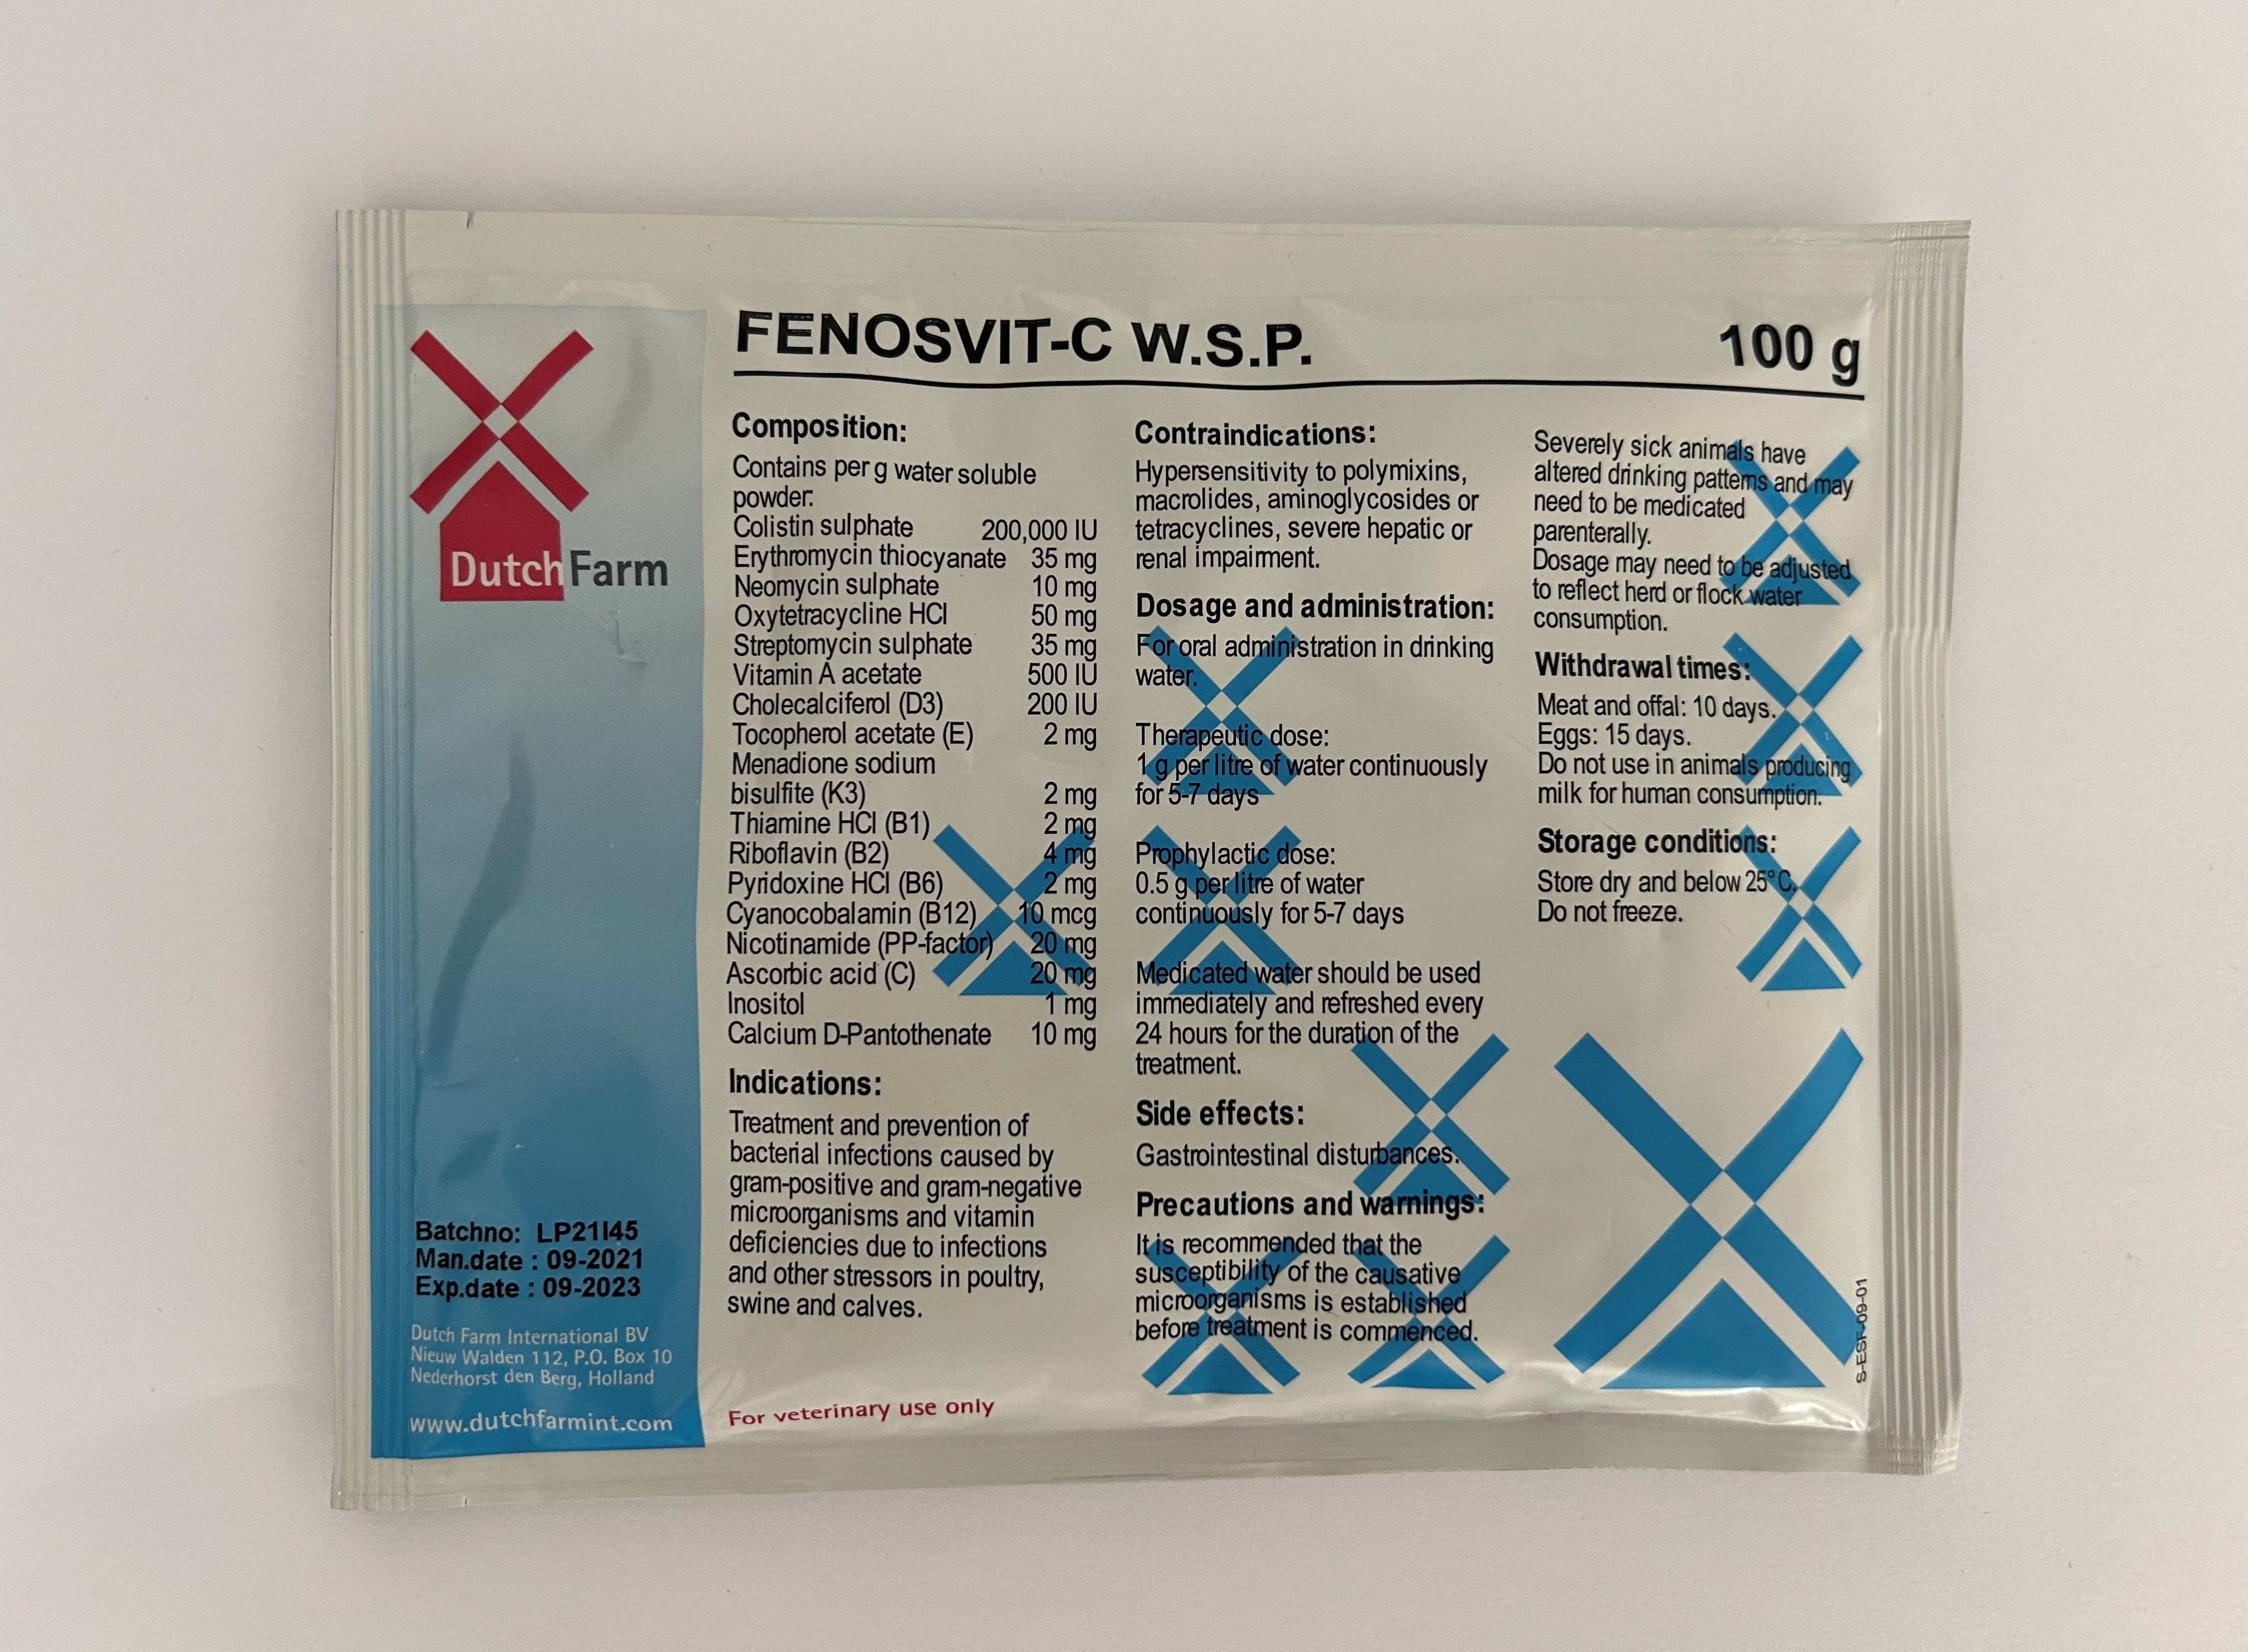 FENOSVIT-C W.S.P. 100 g
Dutch Farm
Batchno: LP21I45
Man.date : 09-2021
Exp.date : 09-2023
Dutch Farm International BV
Nieuw Walden 112, P.O. Box 10
Nederhorst den Berg, Holland
www.dutchfarmint.com
Composition:
Contains per g water soluble
powder:
Colistin sulphate 200,000 IU
Erythromycin thiocyanate 35 mg
Neomycin sulphate 10 mg
Oxytetracycline HCl 50 mg
Streptomycin sulphate 35 mg
Vitamin A acetate 500 IU
Cholecalciferol (D3) 200 IU
Tocopherol acetate (E) 2 mg
Menadione sodium
bisulfite (K3) 2 mg
Thiamine HCl (B1) 2 mg
Riboflavin (B2) 4 mg
Pyridoxine HCl (B6) 2 mg
Cyanocobalamin (B12) 10 mcg
Nicotinamide (PP-factor) 20 mg
Ascorbic acid (C) 20 mg
Inositol 1 mg
Calcium D-Pantothenate 10 mg
Indications:
Treatment and prevention of
bacterial infections caused by
gram-positive and gram-negative
microorganisms and vitamin
deficiencies due to infections
and other stressors in poultry,
swine and calves.
For veterinary use only
Contraindications:
Hypersensitivity to polymixins,
macrolides, aminoglycosides or
tetracyclines, severe hepatic or
renal impairment.
Dosage and administration:
For oral administration in drinking
water.
Therapeutic dose:
1 g per litre of water continuously
for 5-7 days
Prophylactic dose:
0.5 g per litre of water
continuously for 5-7 days
Medicated water should be used
immediately and refreshed every
24 hours for the duration of the
treatment.
Side effects:
Gastrointestinal disturbances.
Precautions and warnings:
It is recommended that the
susceptibility of the causative
microorganisms is established
before treatment is commenced.
Severely sick animals have
altered drinking patterns and may
need to be medicated
parenterally.
Dosage may need to be adjusted
to reflect herd or flock water
consumption.
Withdrawal times:
Meat and offal: 10 days.
Eggs: 15 days.
Do not use in animals producing
milk for human consumption.
Storage conditions:
Store dry and below 25°C.
Do not freeze.
S-ESF-09-01